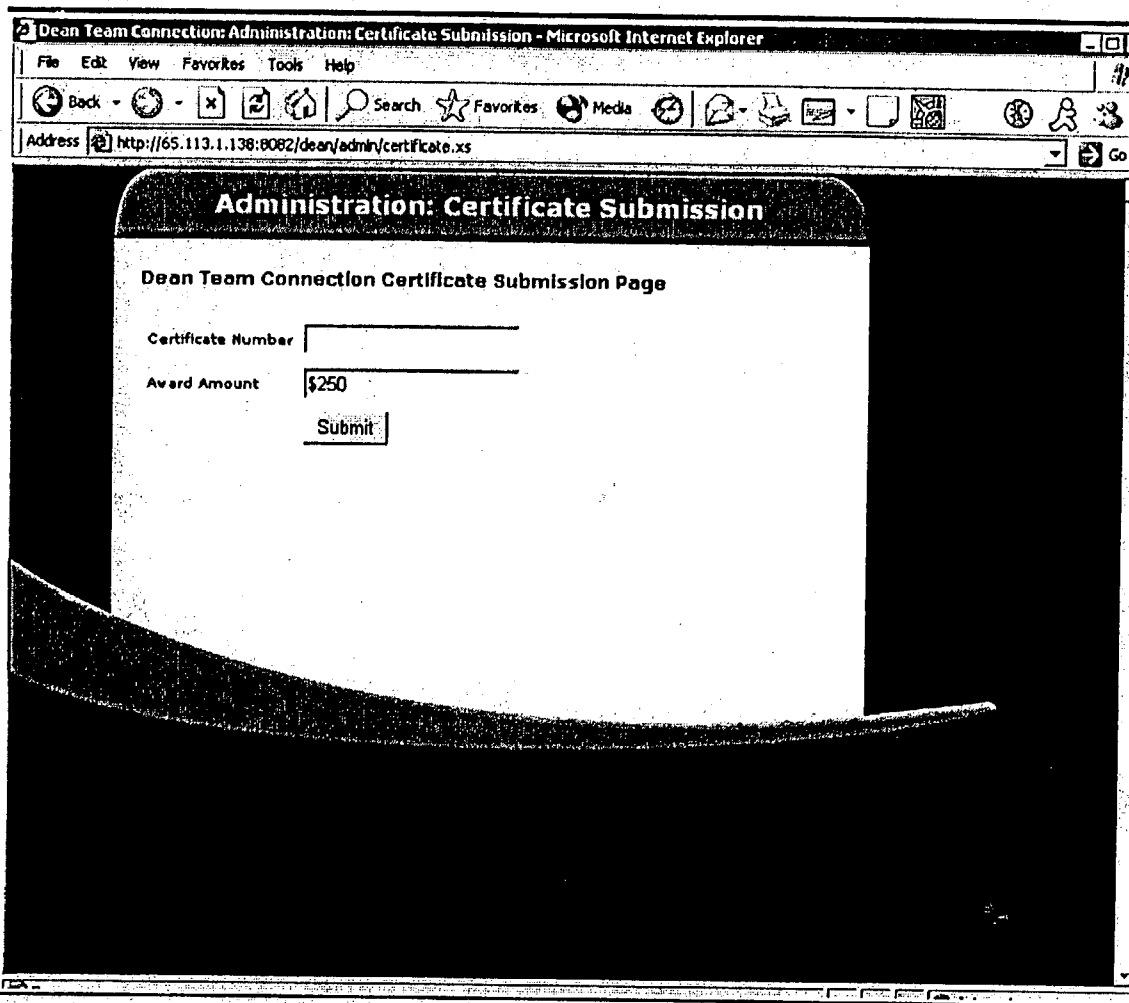 Dean Team Connection: Administration: Certificate Submission - Microsoft Internet Explorer
File Edit View Favorites Tools Help
Back Search Favorites Media
Address http://65.113.1.138:8082/dean/admin/certificate.xs Go
Administration: Certificate Submission
Dean Team Connection Certificate Submission Page
Certificate Number
Award Amount $250
Submit